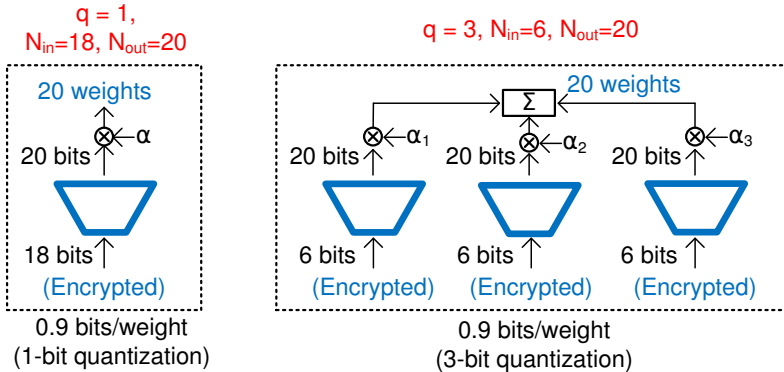 q = 1,
N_in=18, N_out=20
20 weights
α
20 bits
18 bits
(Encrypted)
0.9 bits/weight
(1-bit quantization)
q = 3, N_in=6, N_out=20
Σ
20 weights
α₁
α₂
α₃
20 bits
20 bits
20 bits
6 bits
6 bits
6 bits
(Encrypted)
(Encrypted)
(Encrypted)
0.9 bits/weight
(3-bit quantization)